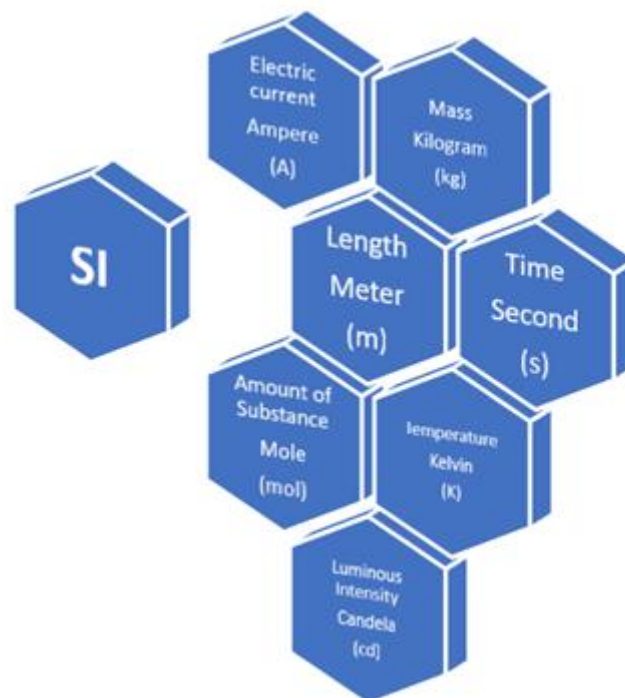 Electric
current
Ampere
(A)
Mass
Kilogram
(kg)
SI
Length
Meter
(m)
Time
Second
(s)
Amount of
Substance
Mole
(mol)
Temperature
Kelvin
(K)
Luminous
Intensity
Candela
(cd)